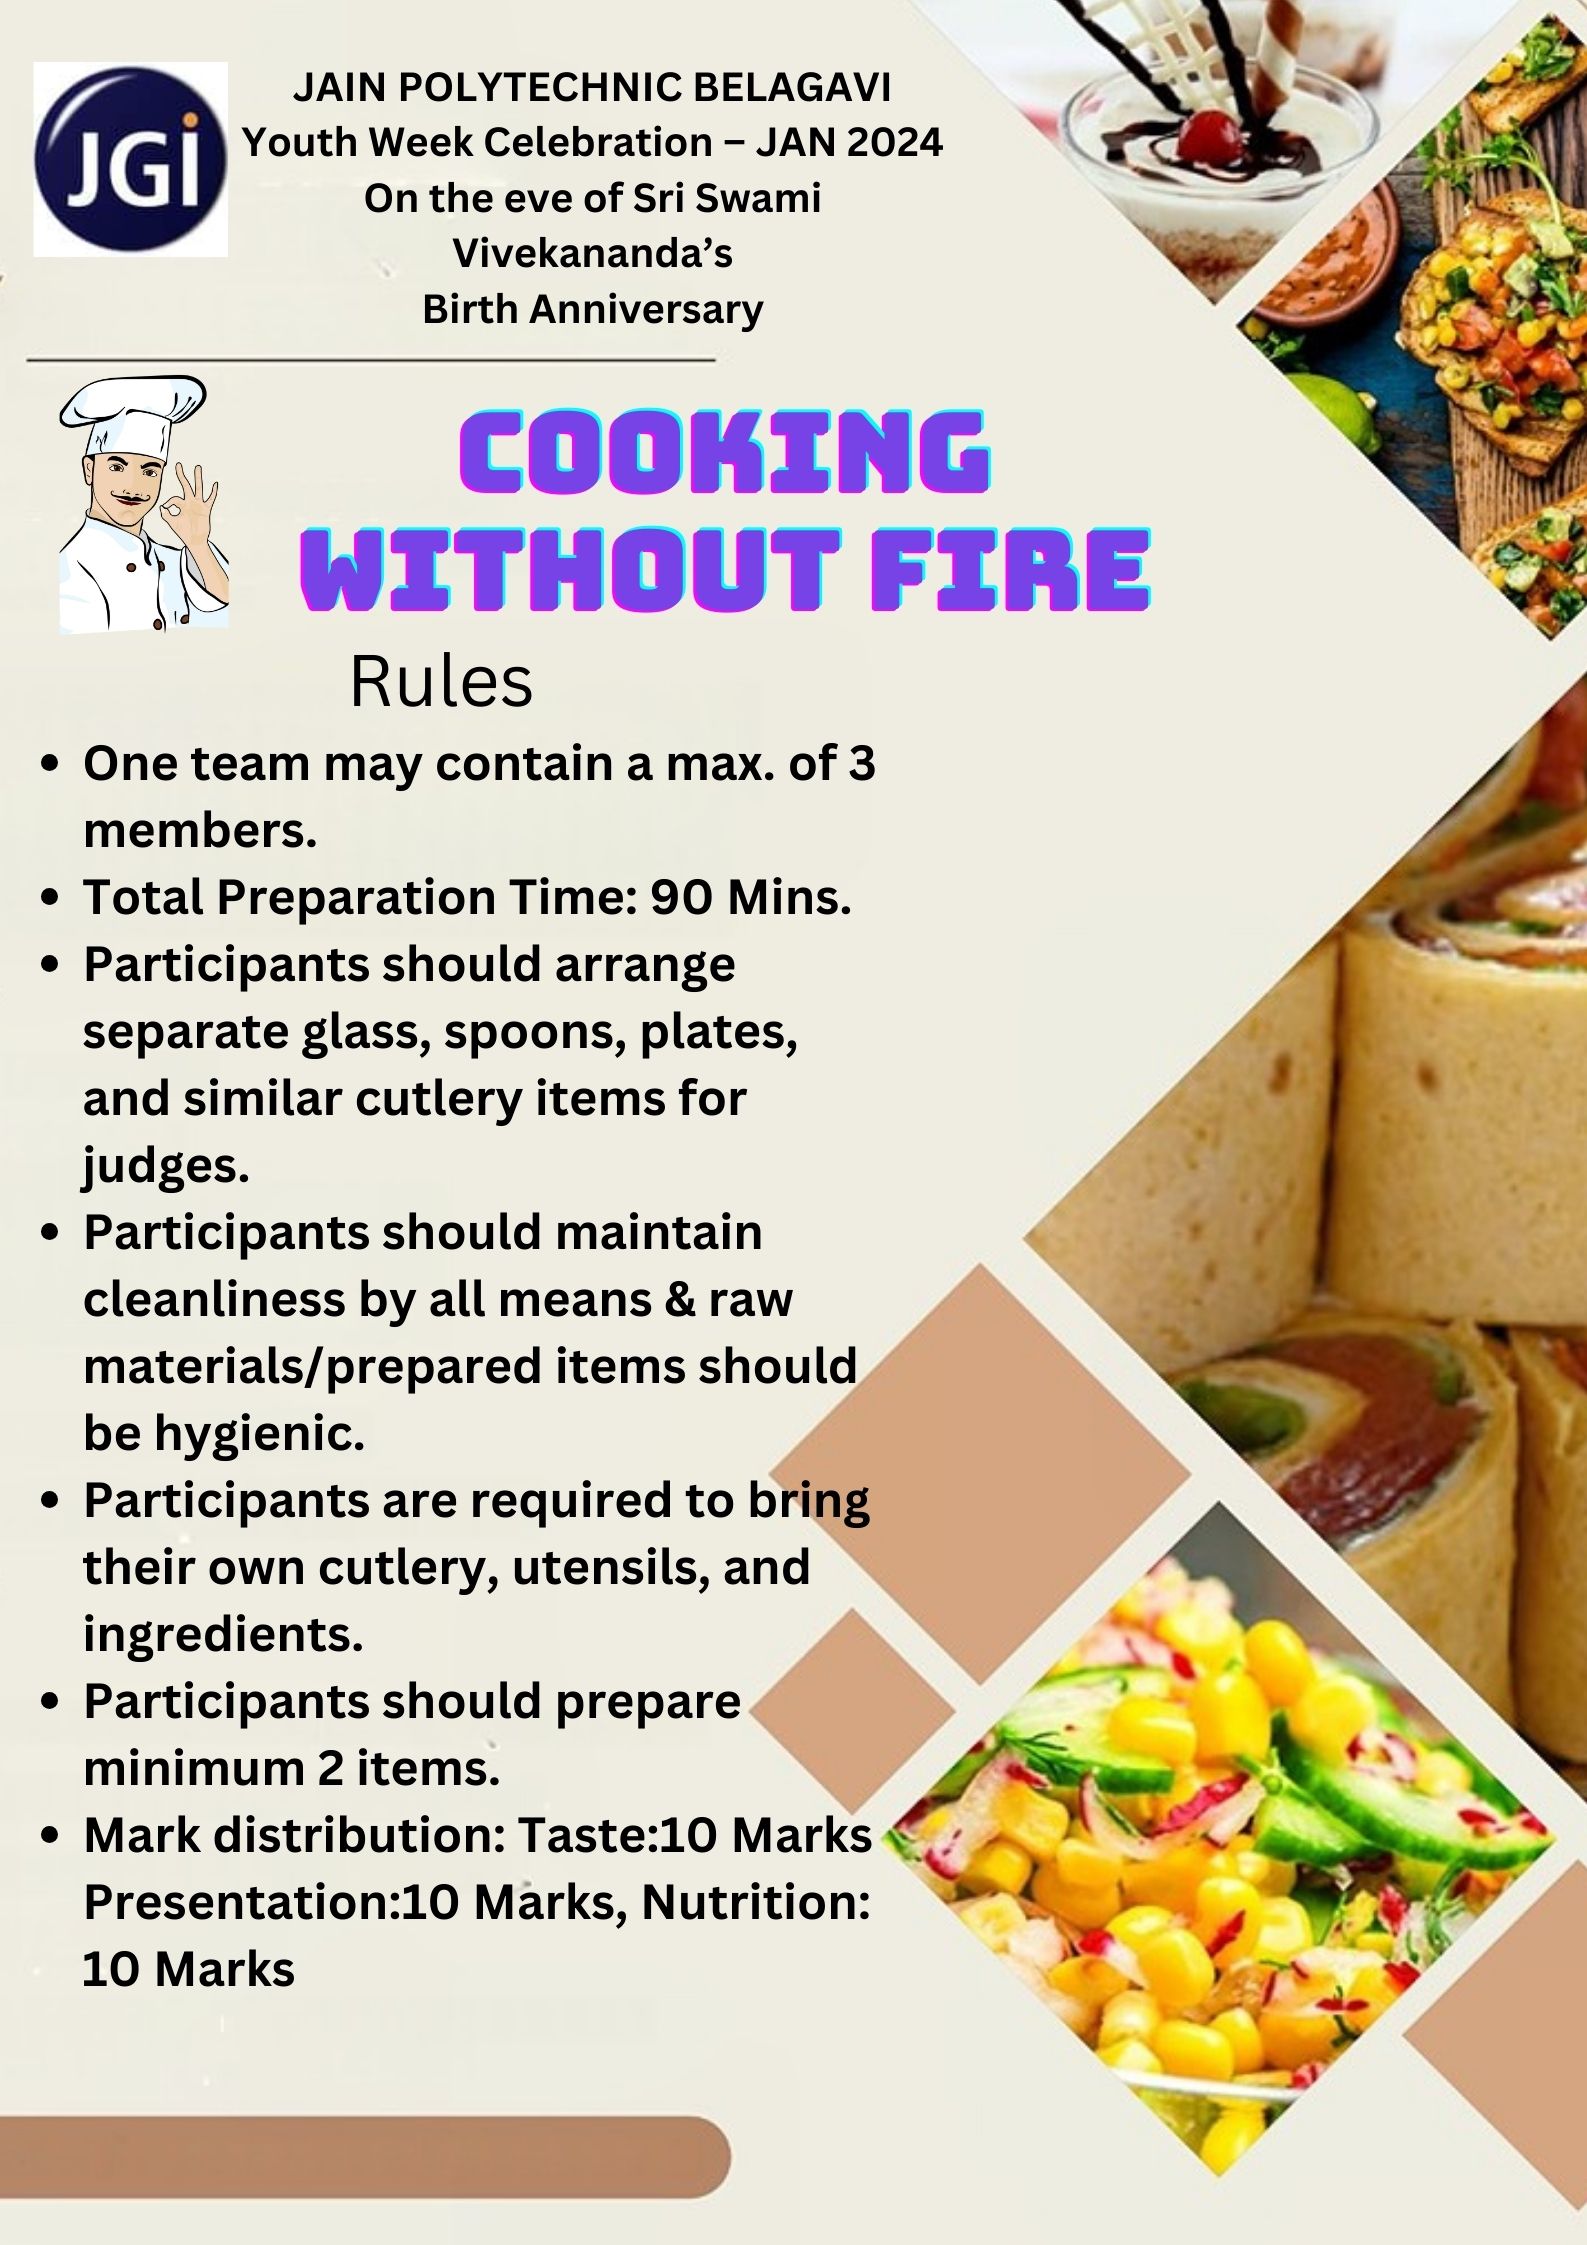 JGi
JAIN POLYTECHNIC BELAGAVI
Youth Week Celebration – JAN 2024
On the eve of Sri Swami
Vivekananda’s
Birth Anniversary
COOKING
WITHOUT FIRE
Rules
• One team may contain a max. of 3
members.
• Total Preparation Time: 90 Mins.
• Participants should arrange
separate glass, spoons, plates,
and similar cutlery items for
judges.
• Participants should maintain
cleanliness by all means & raw
materials/prepared items should
be hygienic.
• Participants are required to bring
their own cutlery, utensils, and
ingredients.
• Participants should prepare
minimum 2 items.
• Mark distribution: Taste:10 Marks
Presentation:10 Marks, Nutrition:
10 Marks